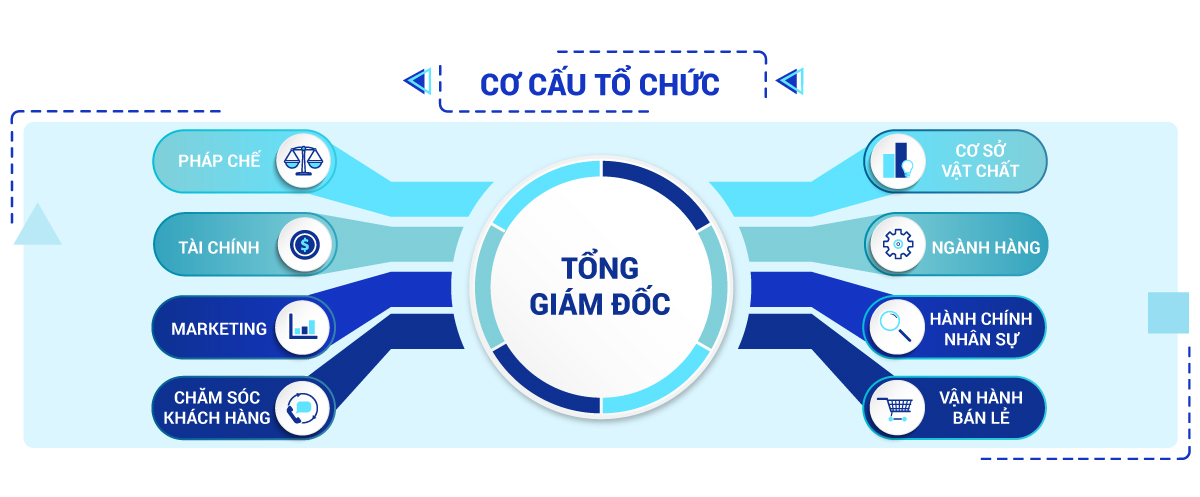 CƠ CẤU TỔ CHỨC
PHÁP CHẾ
TÀI CHÍNH
MARKETING
CHĂM SÓC
KHÁCH HÀNG
TỔNG
GIÁM ĐỐC
CƠ SỞ
VẬT CHẤT
NGÀNH HÀNG
HÀNH CHÍNH
NHÂN SỰ
VẬN HÀNH
BÁN LẺ
$